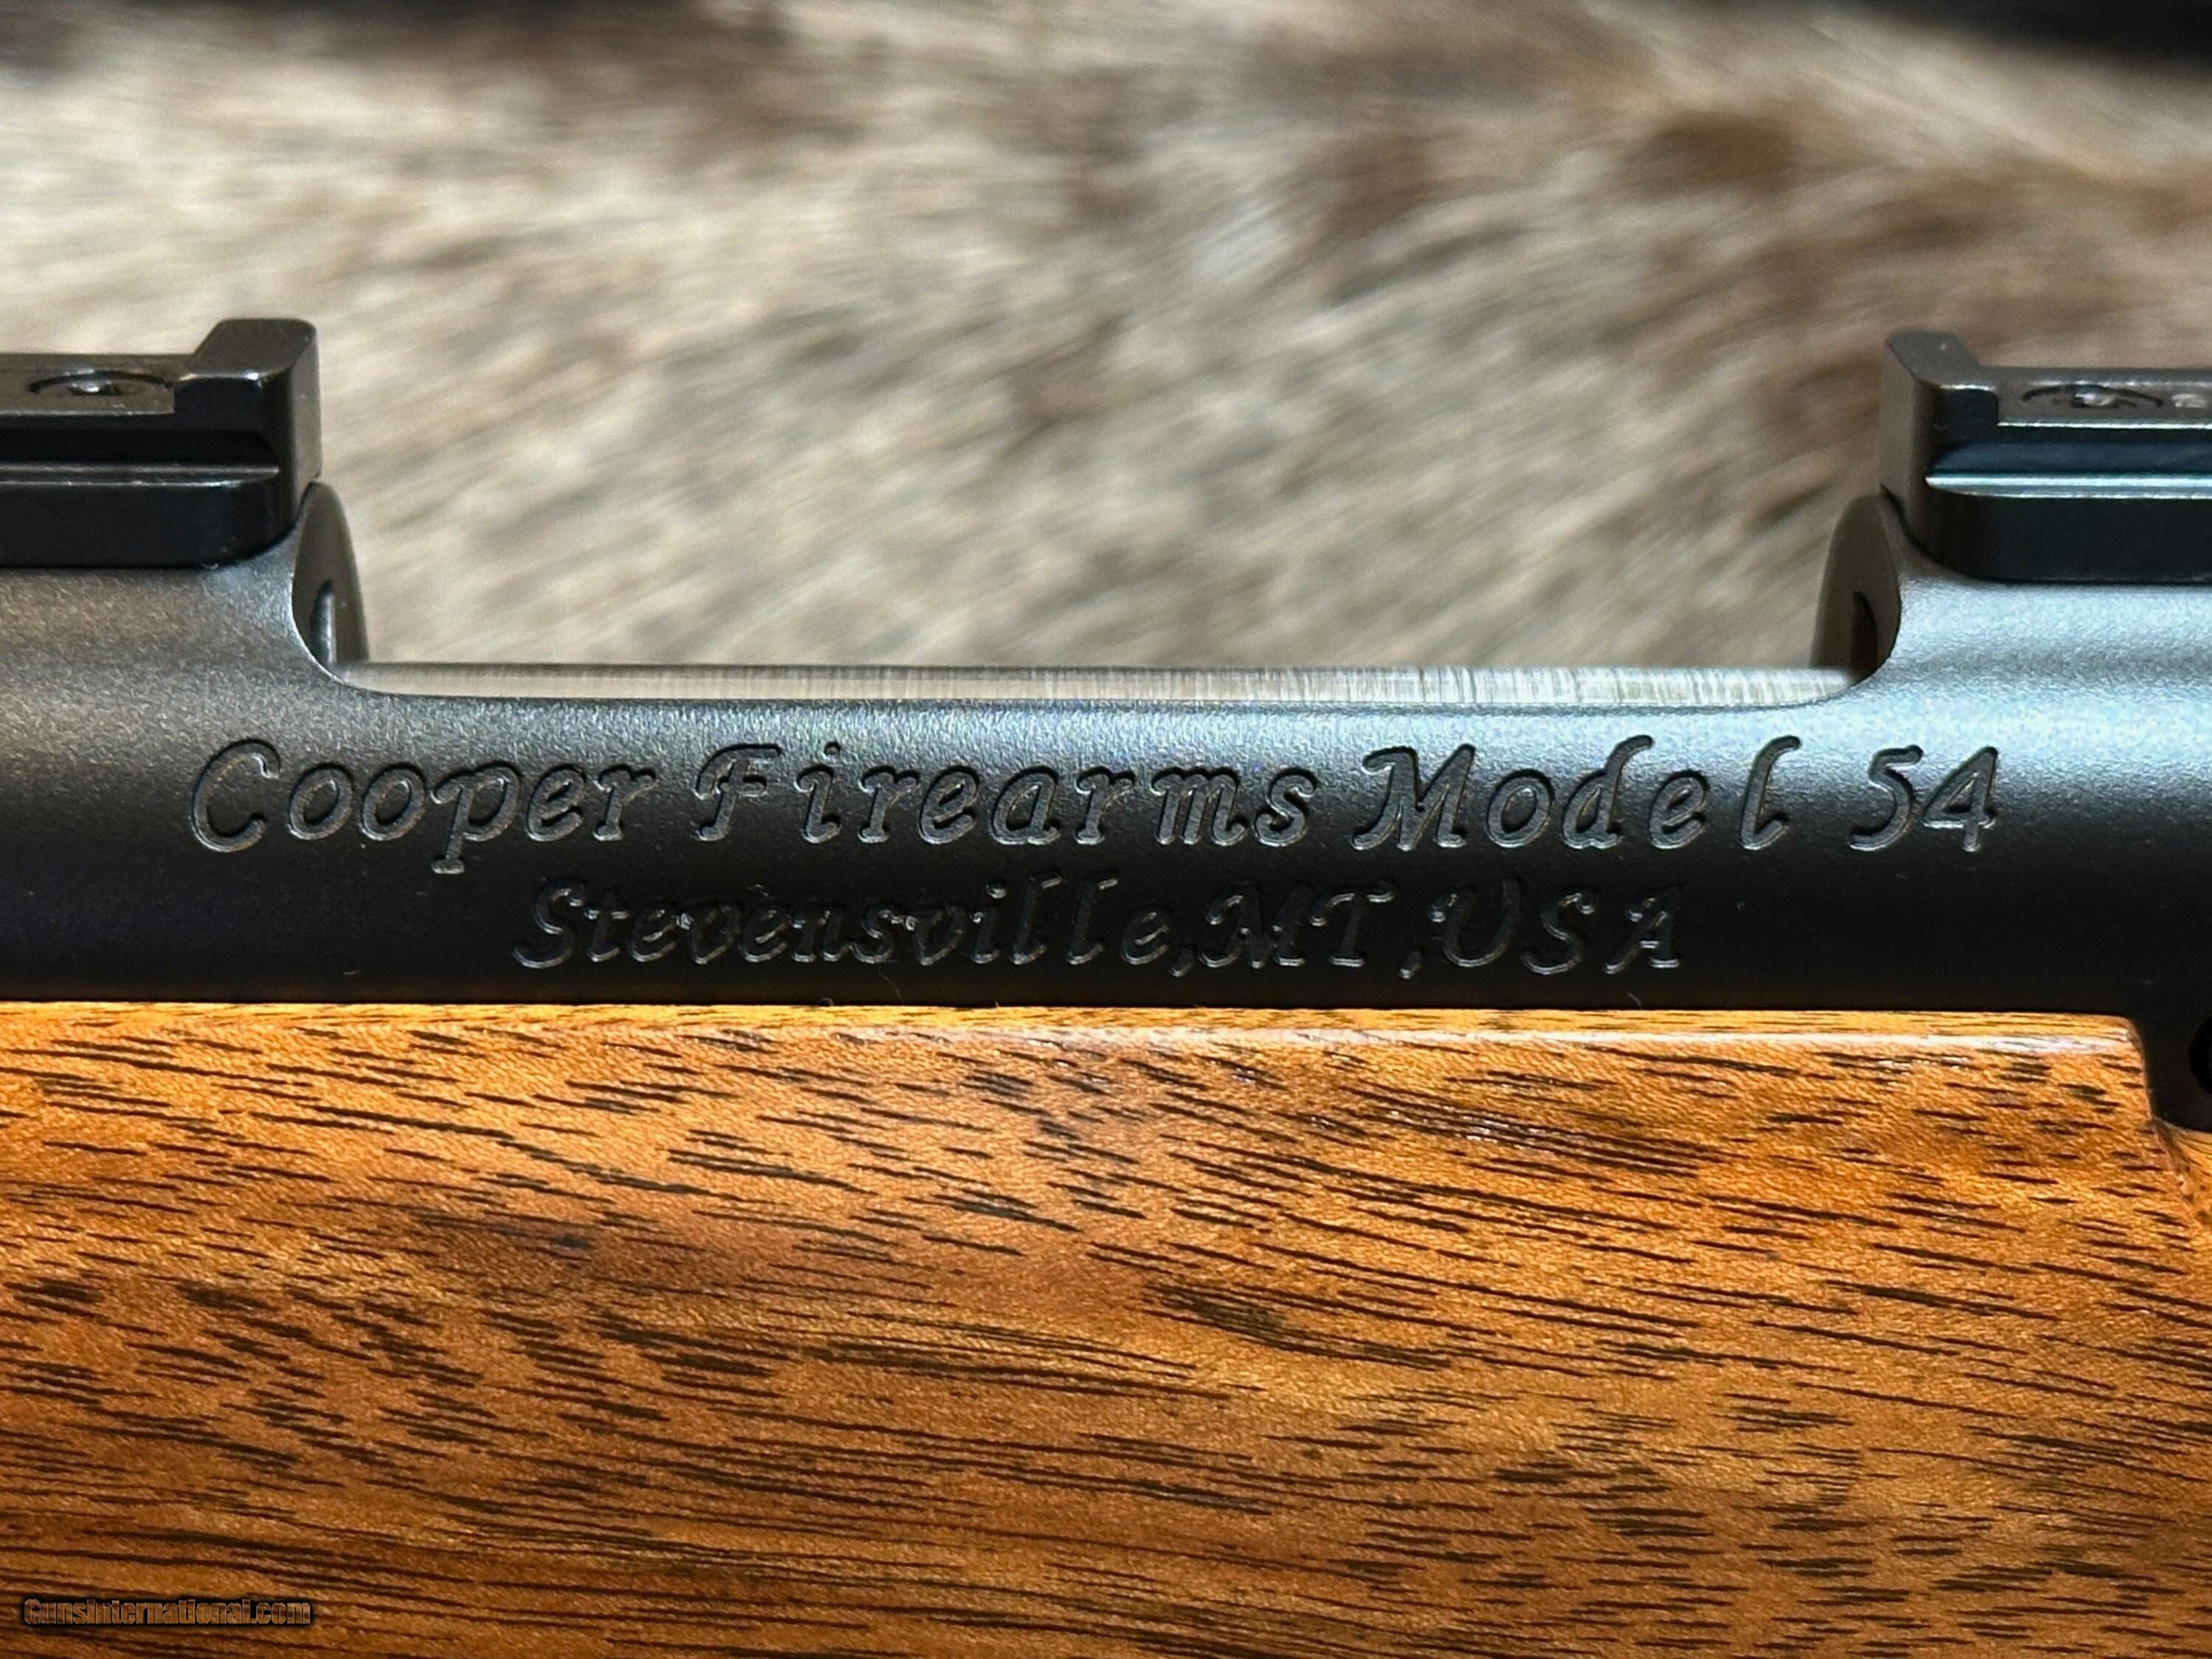 Cooper Firearms Model 54
Stevensville,MT,USA
GunsInternational.com